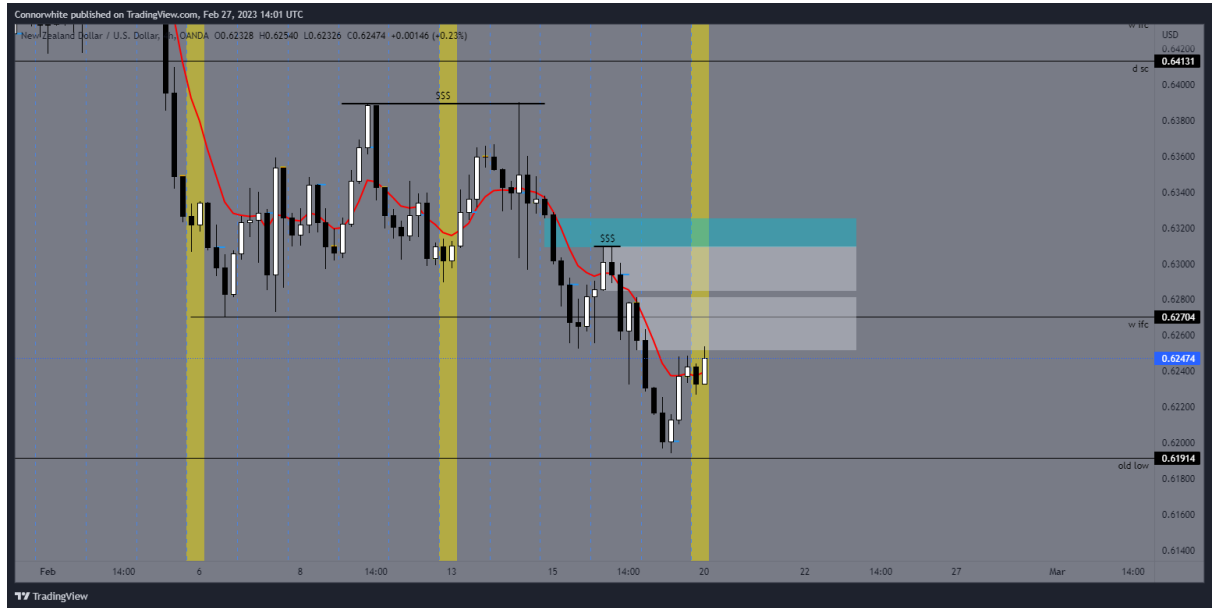 Connorwhite published on TradingView.com, Feb 27, 2023 14:01 UTC
New Zealand Dollar / U.S. Dollar, h, OANDA O0.62328 H0.62540 L0.62326 C0.62474 +0.00146 (+0.23%)
USD
0.64200
0.64131
d sc
0.64000
$$$
0.63800
0.63600
0.63400
0.63200
$$$
0.63000
0.62800
0.62704
w ifc
0.62600
0.62474
0.62400
0.62200
0.62000
0.61914
old low
0.61800
0.61600
0.61400
Feb 14:00 6 8 14:00 13 15 14:00 20 22 14:00 27 Mar 14:00
TradingView